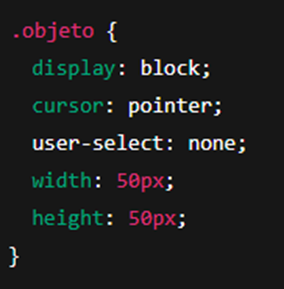 .objeto {
display: block;
cursor: pointer;
user-select: none;
width: 50px;
height: 50px;
}